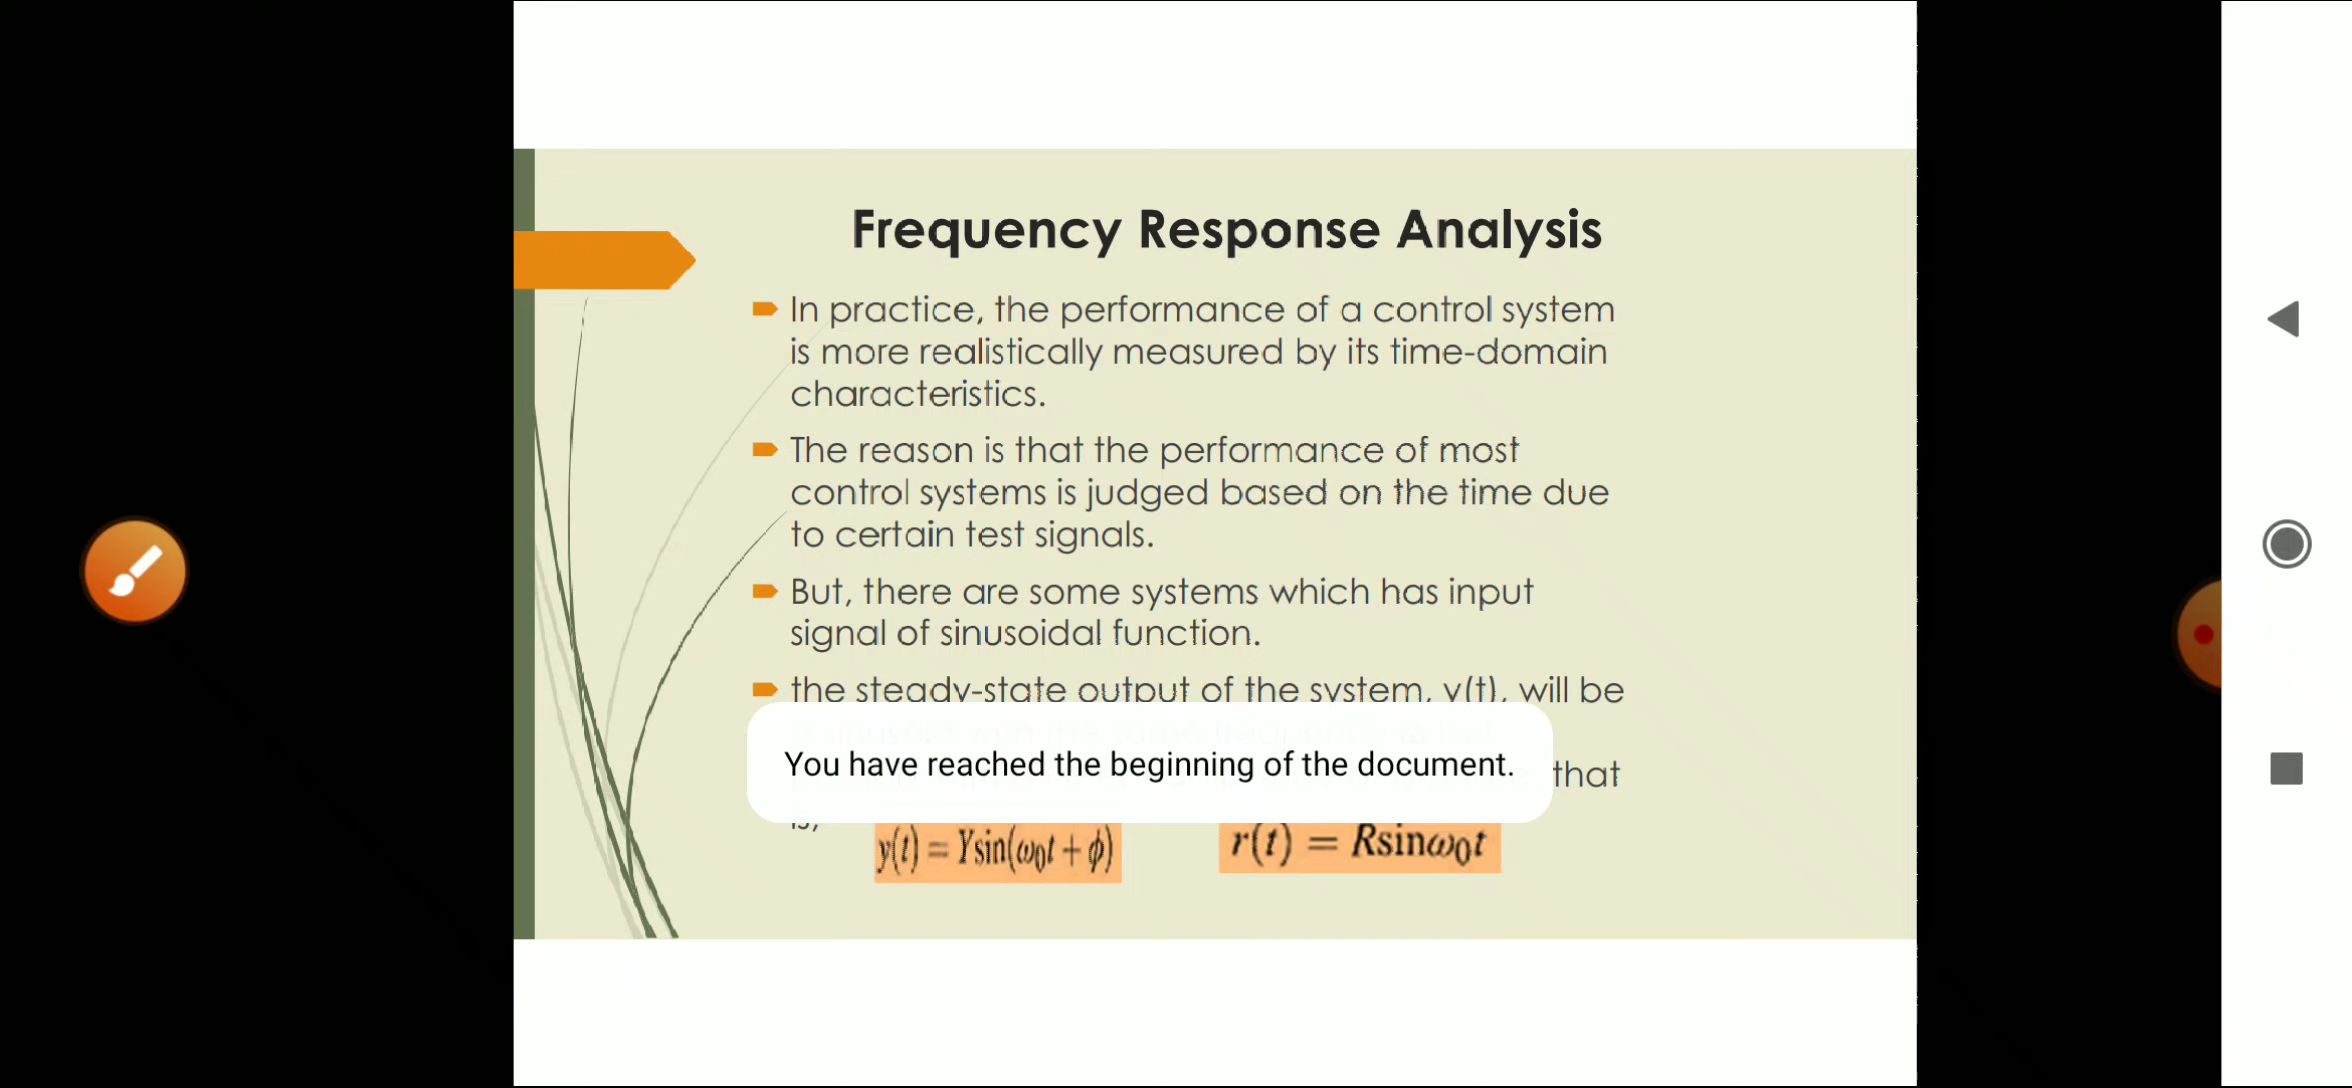 Frequency Response Analysis
In practice, the performance of a control system
is more realistically measured by its time-domain
characteristics.
The reason is that the performance of most
control systems is judged based on the time due
to certain test signals.
But, there are some systems which has input
signal of sinusoidal function.
the steady-state output of the system, y(t), will be
You have reached the beginning of the document.
that
is,
y(t) = Ysin(ω₀t + ϕ)
r(t) = Rsinω₀t